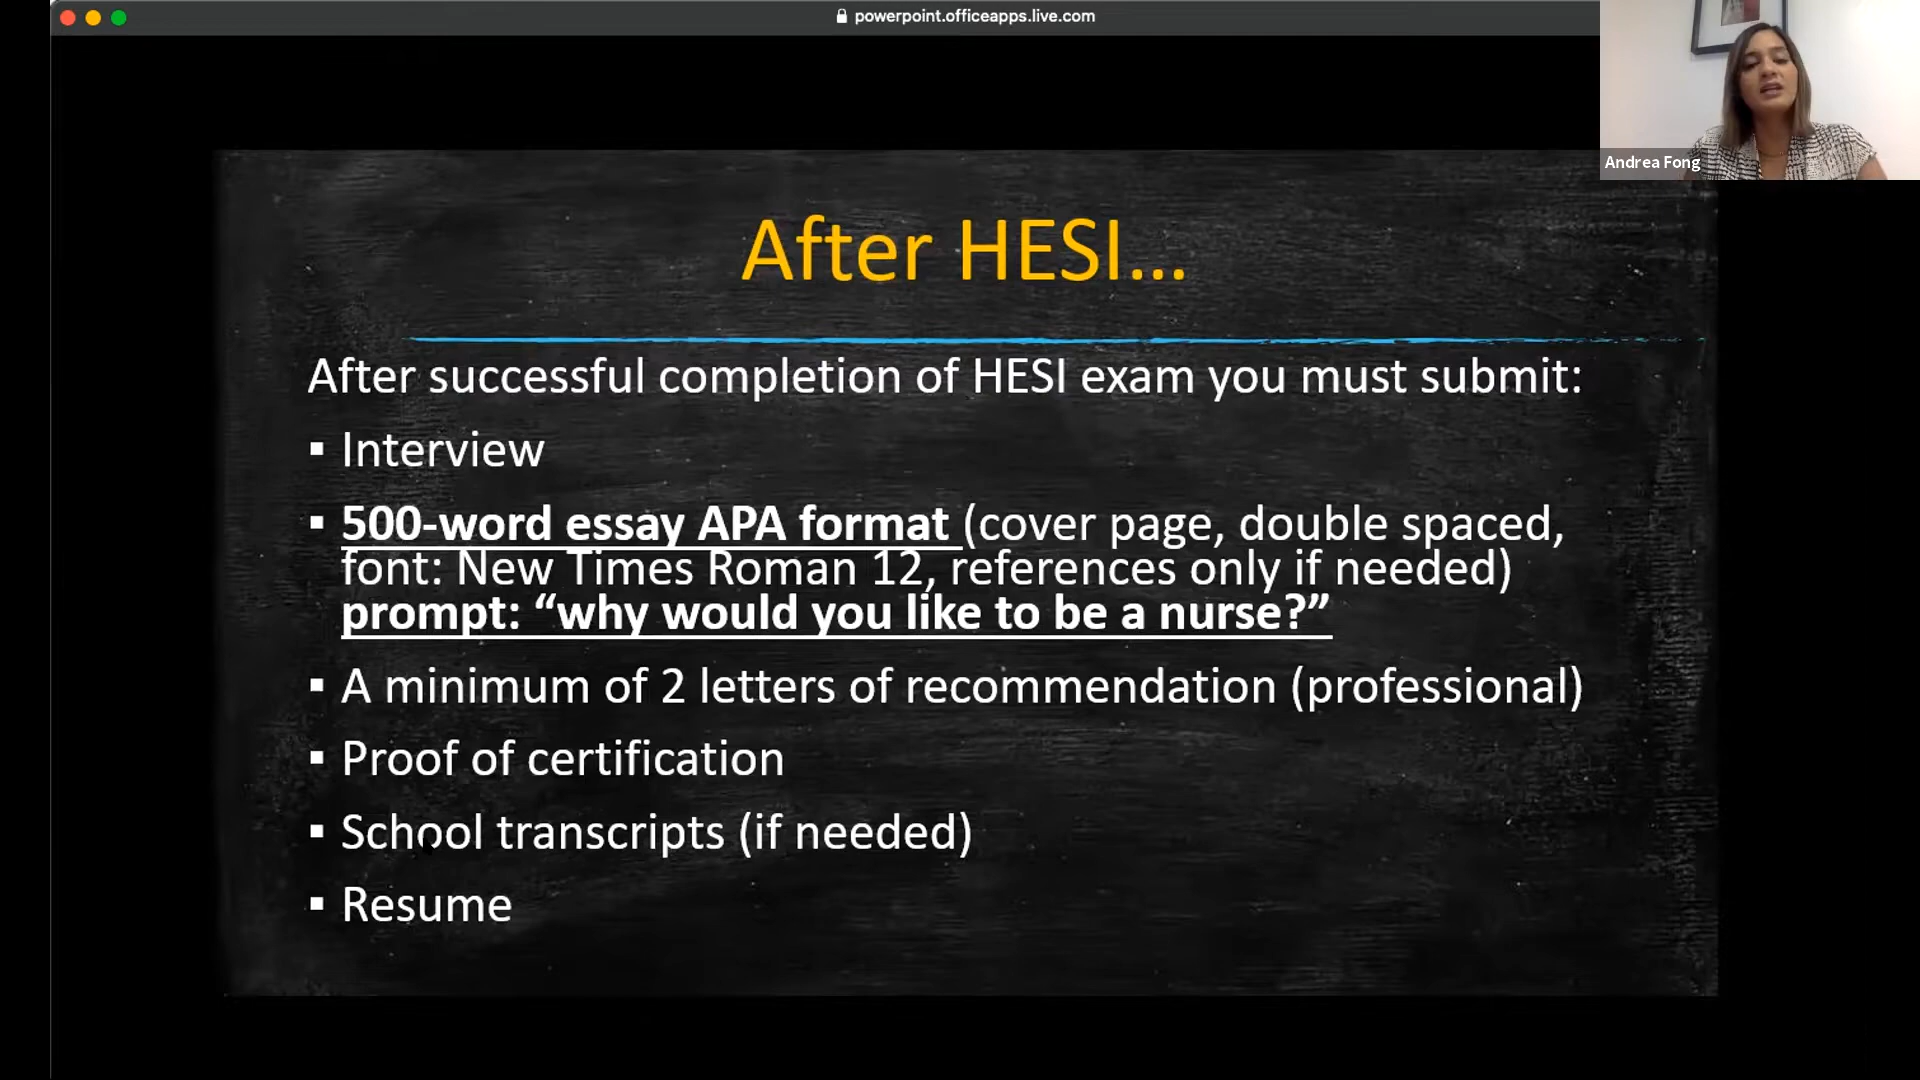 powerpoint.officeapps.live.com
Andrea Fong
After HESI...
After successful completion of HESI exam you must submit:
▪ Interview
▪ 500-word essay APA format (cover page, double spaced,
font: New Times Roman 12, references only if needed)
prompt: “why would you like to be a nurse?”
▪ A minimum of 2 letters of recommendation (professional)
▪ Proof of certification
▪ School transcripts (if needed)
▪ Resume